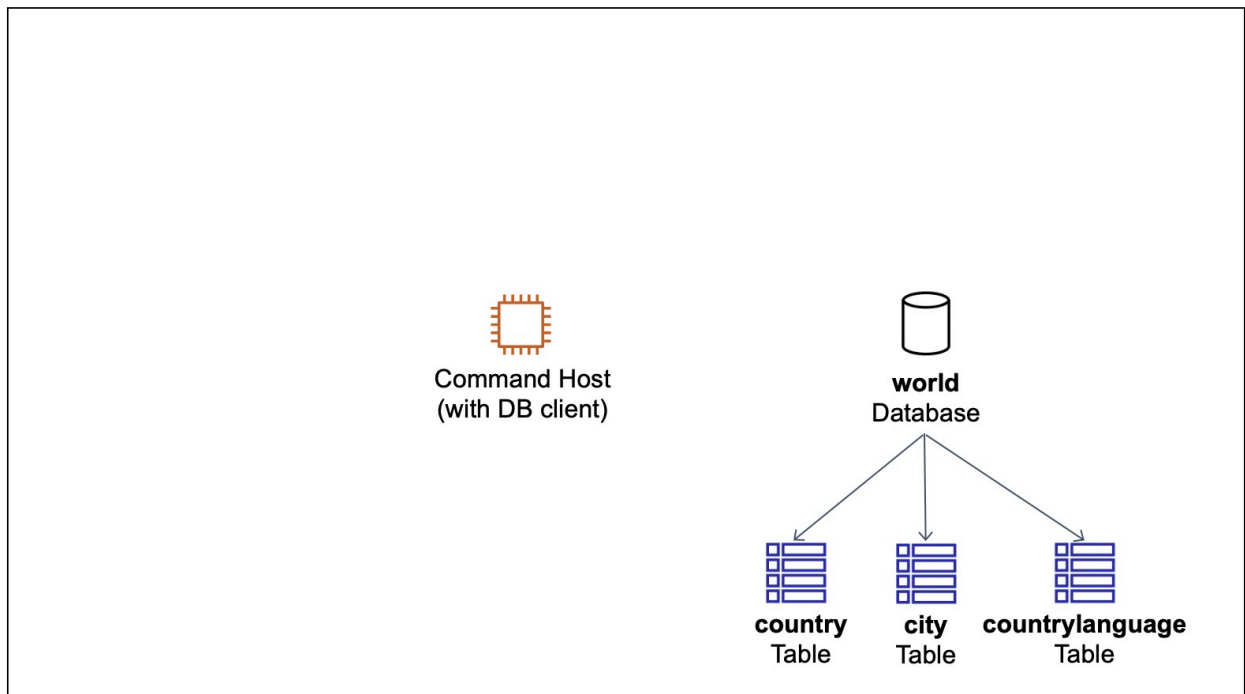 Command Host
(with DB client)
world
Database
country
Table
city
Table
countrylanguage
Table